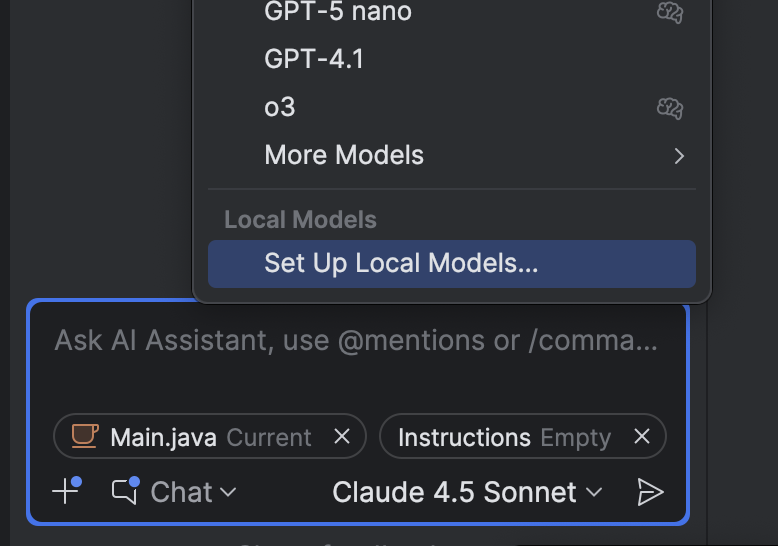 GPT-5 nano
GPT-4.1
o3
More Models
Local Models
Set Up Local Models...
Ask AI Assistant, use @mentions or /comma...
Main.java Current
Instructions Empty
Chat
Claude 4.5 Sonnet